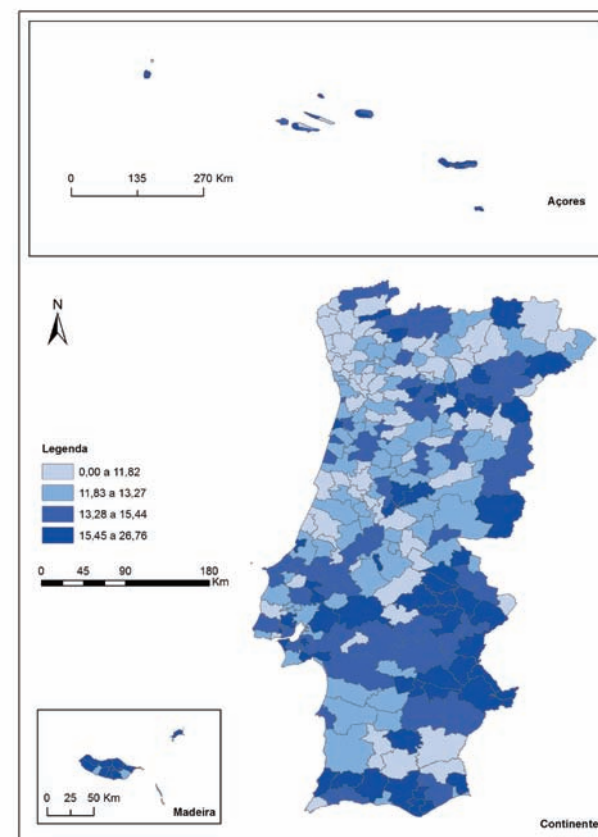 0 135 270 Km
Açores
N
Legenda
0,00 a 11,82
11,83 a 13,27
13,28 a 15,44
15,45 a 26,76
0 45 90 180
Km
0 25 50 Km
Madeira
Continente